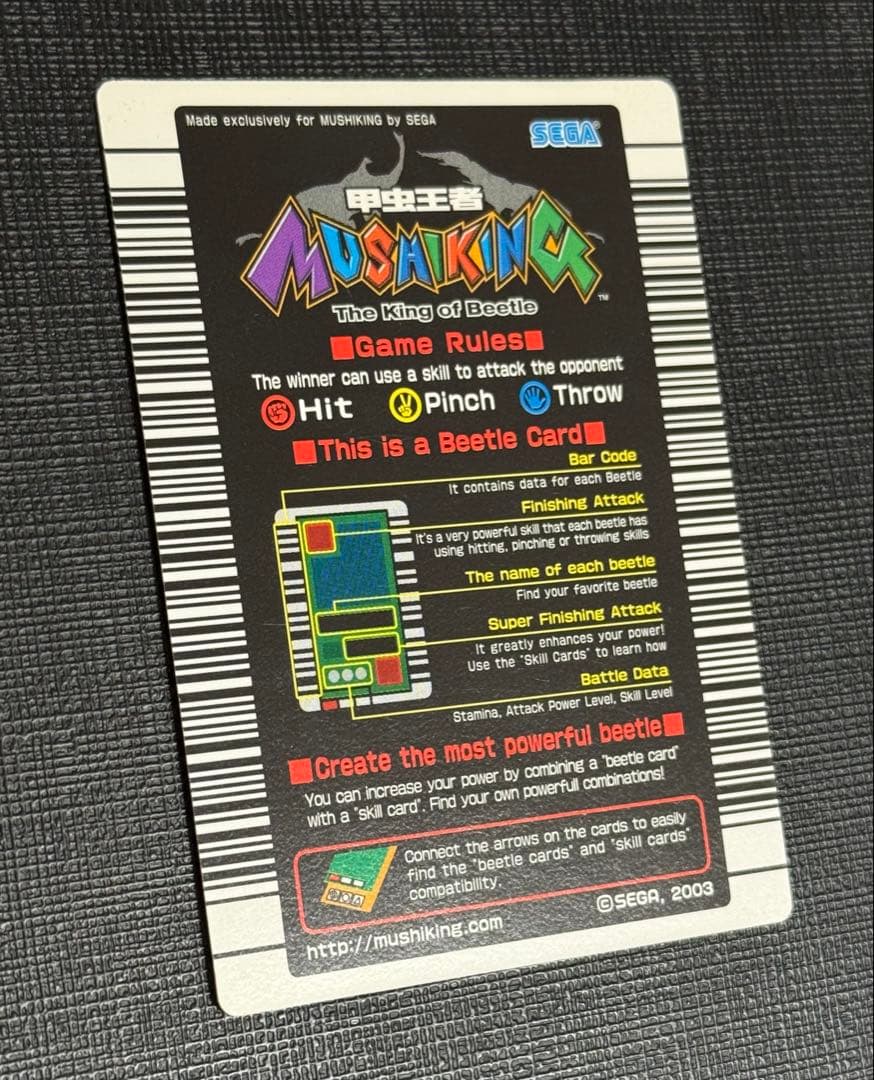 Made exclusively for MUSHIKING by SEGA
SEGA®
甲虫王者
MUSHIKING
TM
The King of Beetle
■Game Rules■
The winner can use a skill to attack the opponent
Hit Pinch Throw
■This is a Beetle Card■
Bar Code
It contains data for each Beetle
Finishing Attack
It's a very powerful skill that each beetle has
using hitting, pinching or throwing skills
The name of each beetle
Find your favorite beetle
Super Finishing Attack
It greatly enhances your power!
Use the "Skill Cards" to learn how
Battle Data
Stamina, Attack Power Level, Skill Level
■Create the most powerful beetle■
You can increase your power by combining a "beetle card"
with a "skill card". Find your own powerfull combinations!
Connect the arrows on the cards to easily
find the "beetle cards" and "skill cards"
compatibility.
©SEGA, 2003
http://mushiking.com